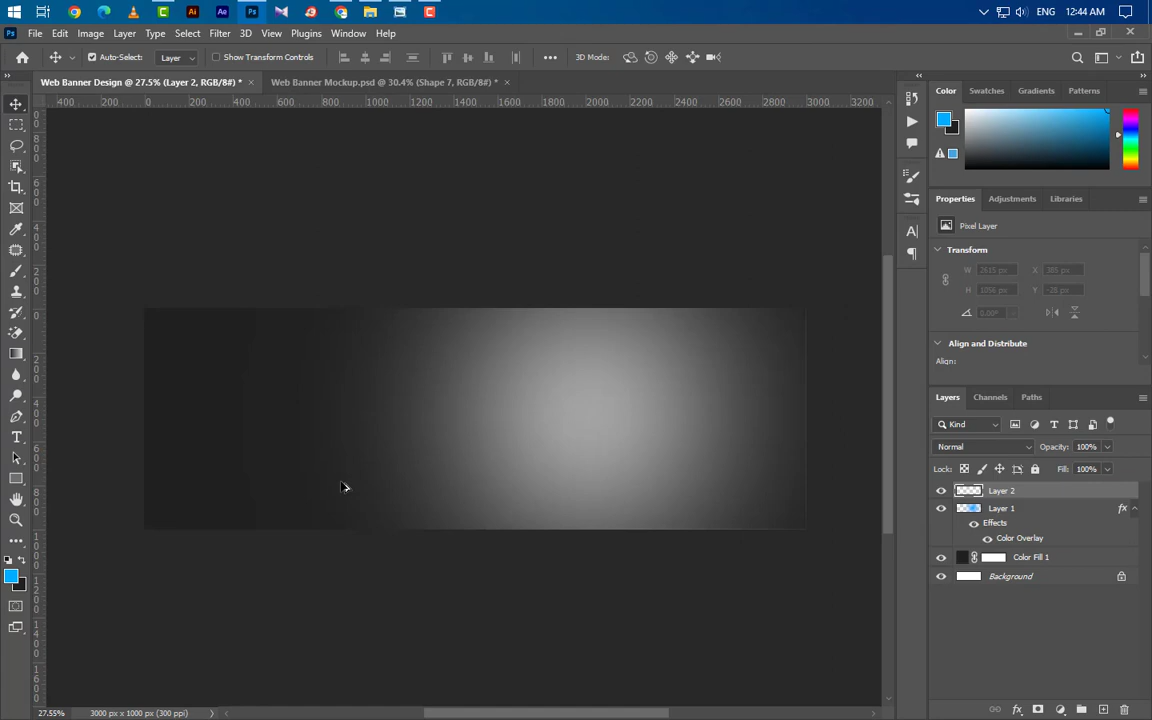 Ai
Ae
Ps
ENG
12:44 AM
Ps
File
Edit
Image
Layer
Type
Select
Filter
3D
View
Plugins
Window
Help
Auto-Select:
Layer
Show Transform Controls
3D Mode:
Web Banner Design @ 27.5% (Layer 2, RGB/8#) *
Web Banner Mockup.psd @ 30.4% (Shape 7, RGB/8#) *
400 200 0 200 400 600 800 1000 1200 1400 1600 1800 2000 2200 2400 2600 2800 3000 3200
Color
Swatches
Gradients
Patterns
Properties
Adjustments
Libraries
Pixel Layer
Transform
W 2615 px X 385 px
H 1056 px Y -28 px
0.00°
Align and Distribute
Align:
Layers
Channels
Paths
Kind
Normal
Opacity: 100%
Lock:
Fill: 100%
Layer 2
Layer 1
fx
Effects
Color Overlay
Color Fill 1
Background
27.55%
3000 px x 1000 px (300 ppi)
fx